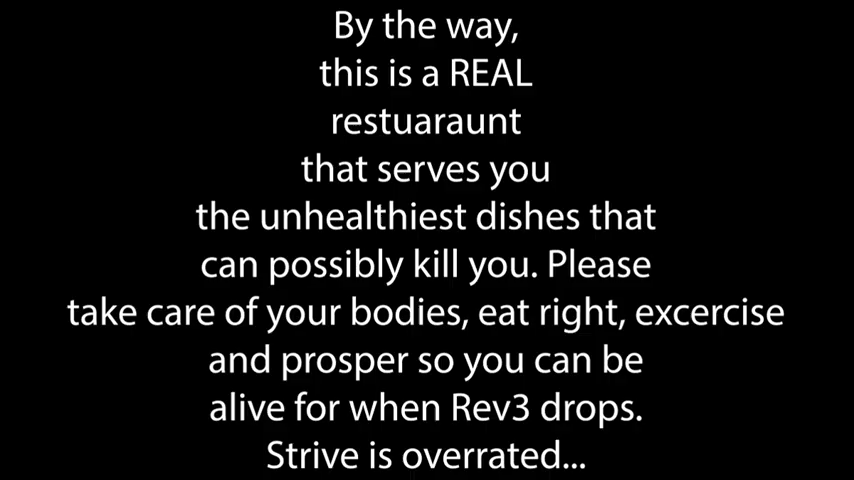 By the way,
this is a REAL
restuaraunt
that serves you
the unhealthiest dishes that
can possibly kill you. Please
take care of your bodies, eat right, excercise
and prosper so you can be
alive for when Rev3 drops.
Strive is overrated...